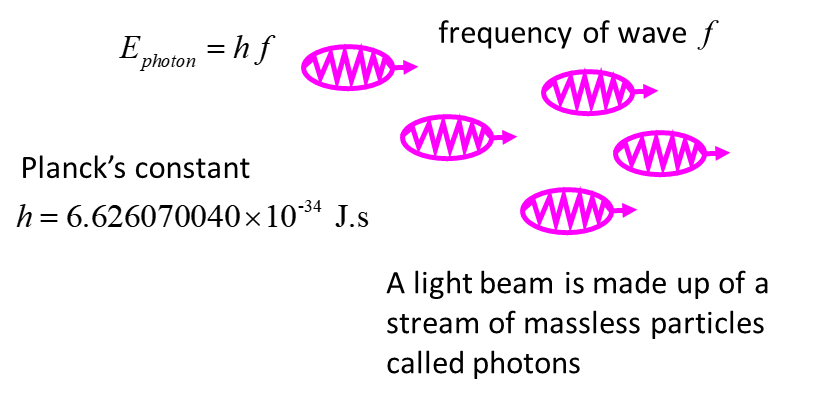 E_photon = h f
frequency of wave f
Planck’s constant
h = 6.626070040×10^-34 J.s
A light beam is made up of a
stream of massless particles
called photons